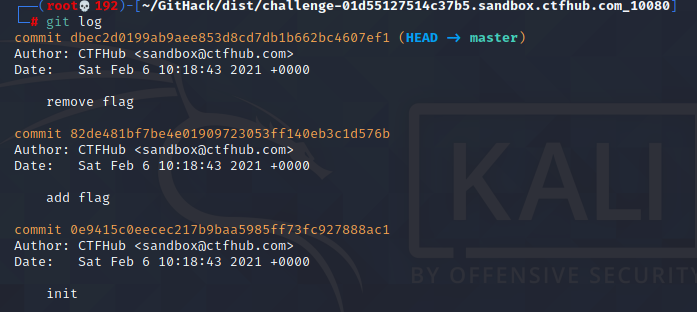 (root💀192)-[~/GitHack/dist/challenge-01d55127514c37b5.sandbox.ctfhub.com_10080]
# git log
commit dbec2d0199ab9aee853d8cd7db1b662bc4607ef1 (HEAD → master)
Author: CTFHub <sandbox@ctfhub.com>
Date:   Sat Feb 6 10:18:43 2021 +0000
remove flag
commit 82de481bf7be4e01909723053ff140eb3c1d576b
Author: CTFHub <sandbox@ctfhub.com>
Date:   Sat Feb 6 10:18:43 2021 +0000
add flag
commit 0e9415c0eecec217b9baa5985ff73fc927888ac1
Author: CTFHub <sandbox@ctfhub.com>
Date:   Sat Feb 6 10:18:43 2021 +0000
init
KALI
BY OFFENSIVE SECURITY